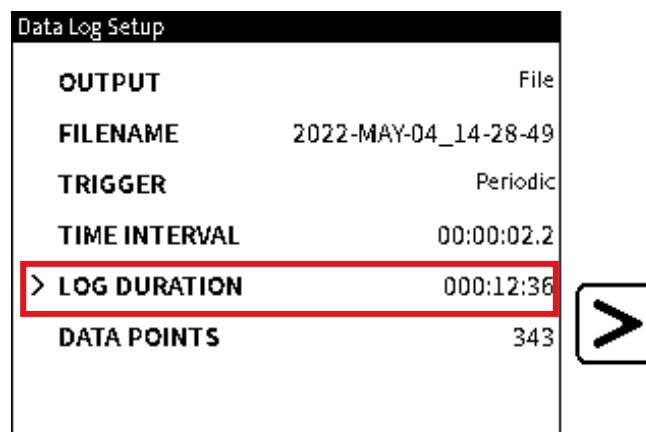 Data Log Setup
OUTPUT File
FILENAME 2022-MAY-04_14-28-49
TRIGGER Periodic
TIME INTERVAL 00:00:02.2
> LOG DURATION 000:12:36
DATA POINTS 343
>